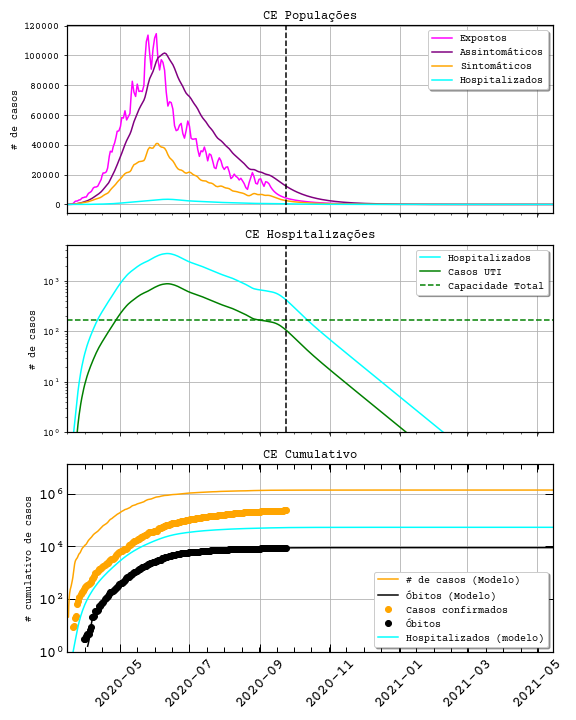 CE Populações
120000
100000
80000
60000
40000
20000
0
# de casos
Expostos
Assintomáticos
Sintomáticos
Hospitalizados
CE Hospitalizações
10³
10²
10¹
10⁰
# de casos
Hospitalizados
Casos UTI
Capacidade Total
CE Cumulativo
10⁶
10⁴
10²
10⁰
# cumulativo de casos
# de casos (Modelo)
Óbitos (Modelo)
Casos confirmados
Óbitos
Hospitalizados (modelo)
2020-05
2020-07
2020-09
2020-11
2021-01
2021-03
2021-05